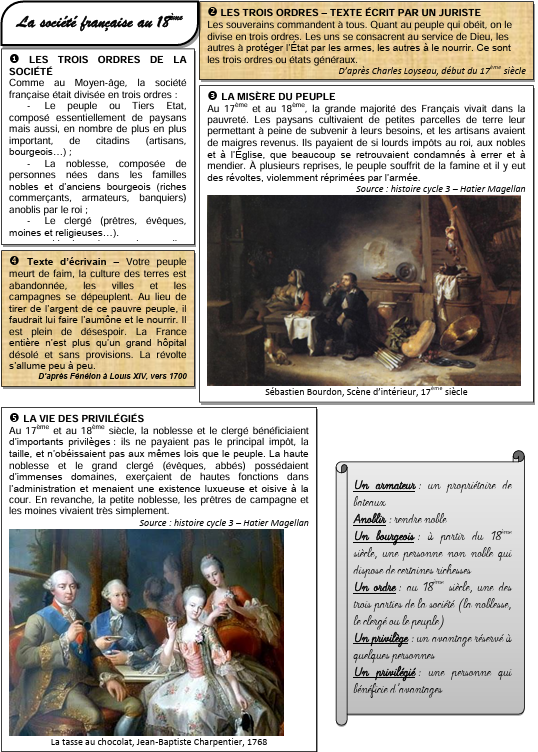 La société française au 18ème
❶ LES TROIS ORDRES DE LA
SOCIÉTÉ
Comme au Moyen-âge, la société
française était divisée en trois ordres :
- Le peuple ou Tiers Etat,
composé essentiellement de paysans
mais aussi, en nombre de plus en plus
important, de citadins (artisans,
bourgeois…) ;
- La noblesse, composée de
personnes nées dans les familles
nobles et d'anciens bourgeois (riches
commerçants, armateurs, banquiers)
anoblis par le roi ;
- Le clergé (prêtres, évêques,
moines et religieuses…).
❷ LES TROIS ORDRES – TEXTE ÉCRIT PAR UN JURISTE
Les souverains commandent à tous. Quant au peuple qui obéit, on le
divise en trois ordres. Les uns se consacrent au service de Dieu, les
autres à protéger l'État par les armes, les autres à le nourrir. Ce sont
les trois ordres ou états généraux.
D'après Charles Loyseau, début du 17ème siècle
❸ LA MISÈRE DU PEUPLE
Au 17ème et au 18ème, la grande majorité des Français vivait dans la
pauvreté. Les paysans cultivaient de petites parcelles de terre leur
permettant à peine de subvenir à leurs besoins, et les artisans avaient
de maigres revenus. Ils payaient de si lourds impôts au roi, aux nobles
et à l'Église, que beaucoup se retrouvaient condamnés à errer et à
mendier. À plusieurs reprises, le peuple souffrit de la famine et il y eut
des révoltes, violemment réprimées par l'armée.
Source : histoire cycle 3 – Hatier Magellan
Sébastien Bourdon, Scène d'intérieur, 17ème siècle
❹ Texte d'écrivain – Votre peuple
meurt de faim, la culture des terres est
abandonnée, les villes et les
campagnes se dépeuplent. Au lieu de
tirer de l'argent de ce pauvre peuple, il
faudrait lui faire l'aumône et le nourrir. Il
est plein de désespoir. La France
entière n'est plus qu'un grand hôpital
désolé et sans provisions. La révolte
s'allume peu à peu.
D'après Fénélon à Louis XIV, vers 1700
❺ LA VIE DES PRIVILÉGIÉS
Au 17ème et au 18ème siècle, la noblesse et le clergé bénéficiaient
d'importants privilèges : ils ne payaient pas le principal impôt, la
taille, et n'obéissaient pas aux mêmes lois que le peuple. La haute
noblesse et le grand clergé (évêques, abbés) possédaient
d'immenses domaines, exerçaient de hautes fonctions dans
l'administration et menaient une existence luxueuse et oisive à la
cour. En revanche, la petite noblesse, les prêtres de campagne et
les moines vivaient très simplement.
Source : histoire cycle 3 – Hatier Magellan
La tasse au chocolat, Jean-Baptiste Charpentier, 1768
Un armateur : un propriétaire de
bateaux
Anoblir : rendre noble
Un bourgeois : à partir du 18ème
siècle, une personne non noble qui
dispose de certaines richesses
Un ordre : au 18ème siècle, une des
trois parties de la société (la noblesse,
le clergé ou le peuple)
Un privilège : un avantage réservé à
quelques personnes
Un privilégié : une personne qui
bénéficie d'avantages